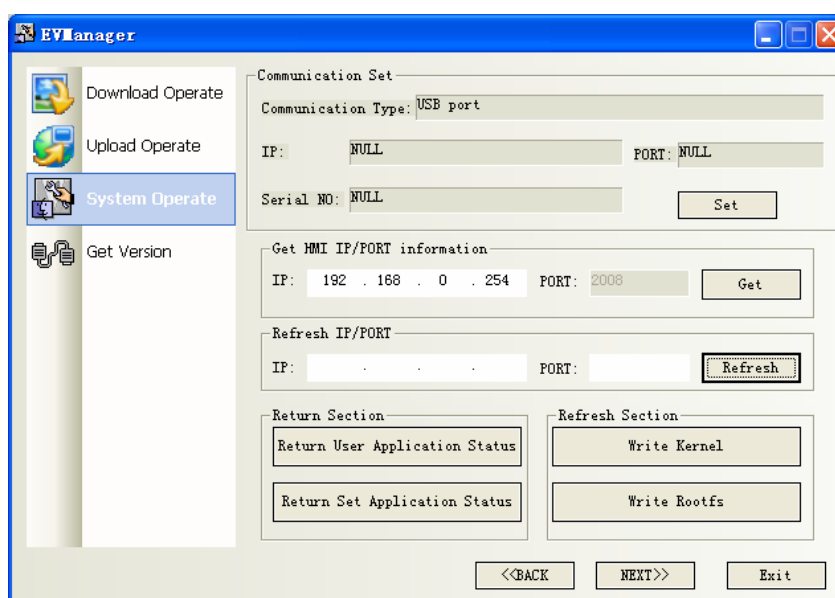 EVManager
Download Operate
Upload Operate
System Operate
Get Version
Communication Set
Communication Type: USB port
IP: NULL PORT: NULL
Serial NO: NULL Set
Get HMI IP/PORT information
IP: 192 . 168 . 0 . 254 PORT: 2008 Get
Refresh IP/PORT
IP: . . . PORT: Refresh
Return Section
Return User Application Status
Return Set Application Status
Refresh Section
Write Kernel
Write Rootfs
<<BACK NEXT>> Exit